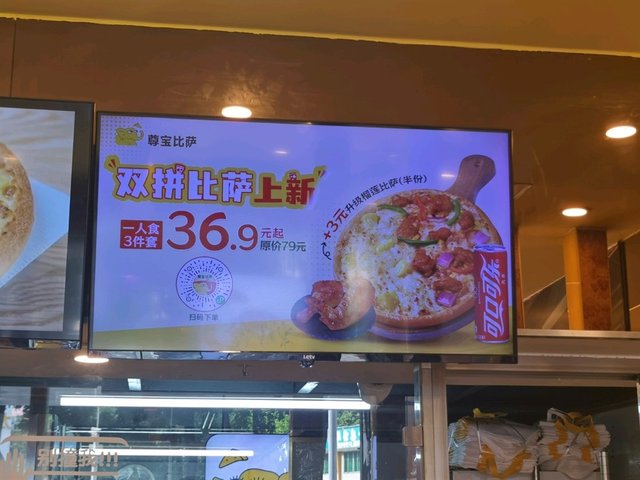 尊宝比萨
双拼比萨上新
一人食
3件套
36.9元起
原价79元
扫码下单
+3元升级榴莲比萨(半份)
可口可乐
Letv